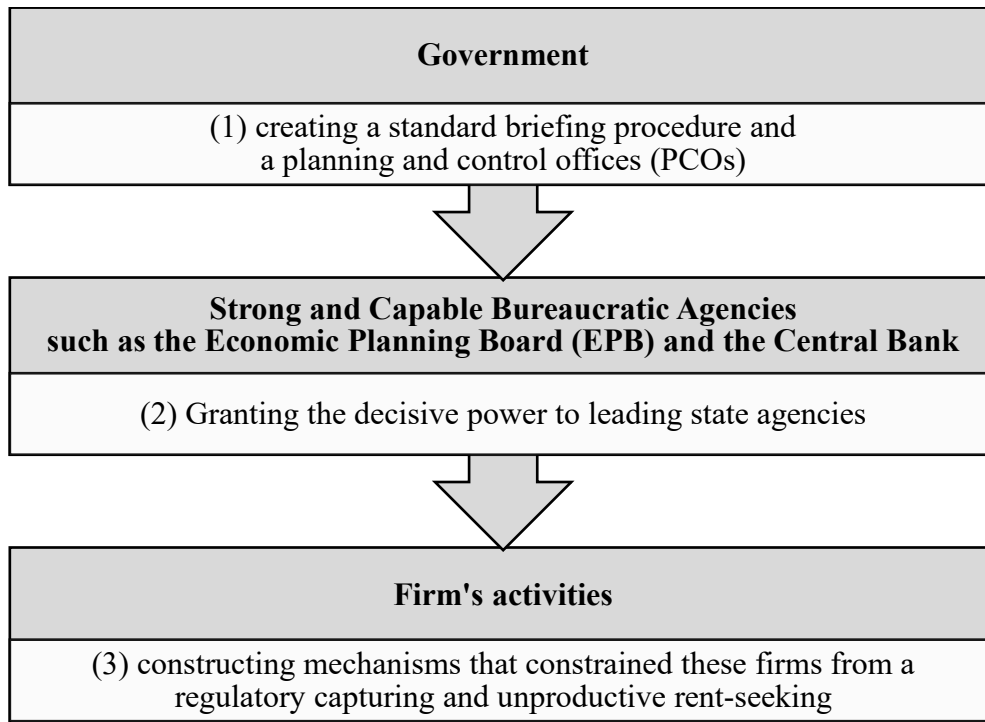 Government
(1) creating a standard briefing procedure and
a planning and control offices (PCOs)
Strong and Capable Bureaucratic Agencies
such as the Economic Planning Board (EPB) and the Central Bank
(2) Granting the decisive power to leading state agencies
Firm's activities
(3) constructing mechanisms that constrained these firms from a
regulatory capturing and unproductive rent-seeking